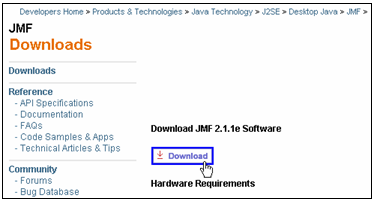 Developers Home > Products & Technologies > Java Technology > J2SE > Desktop Java > JMF >
JMF
Downloads
Downloads
Reference
- API Specifications
- Documentation
- FAQs
- Code Samples & Apps
- Technical Articles & Tips
Community
- Forums
- Bug Database
Download JMF 2.1.1e Software
Download
Hardware Requirements